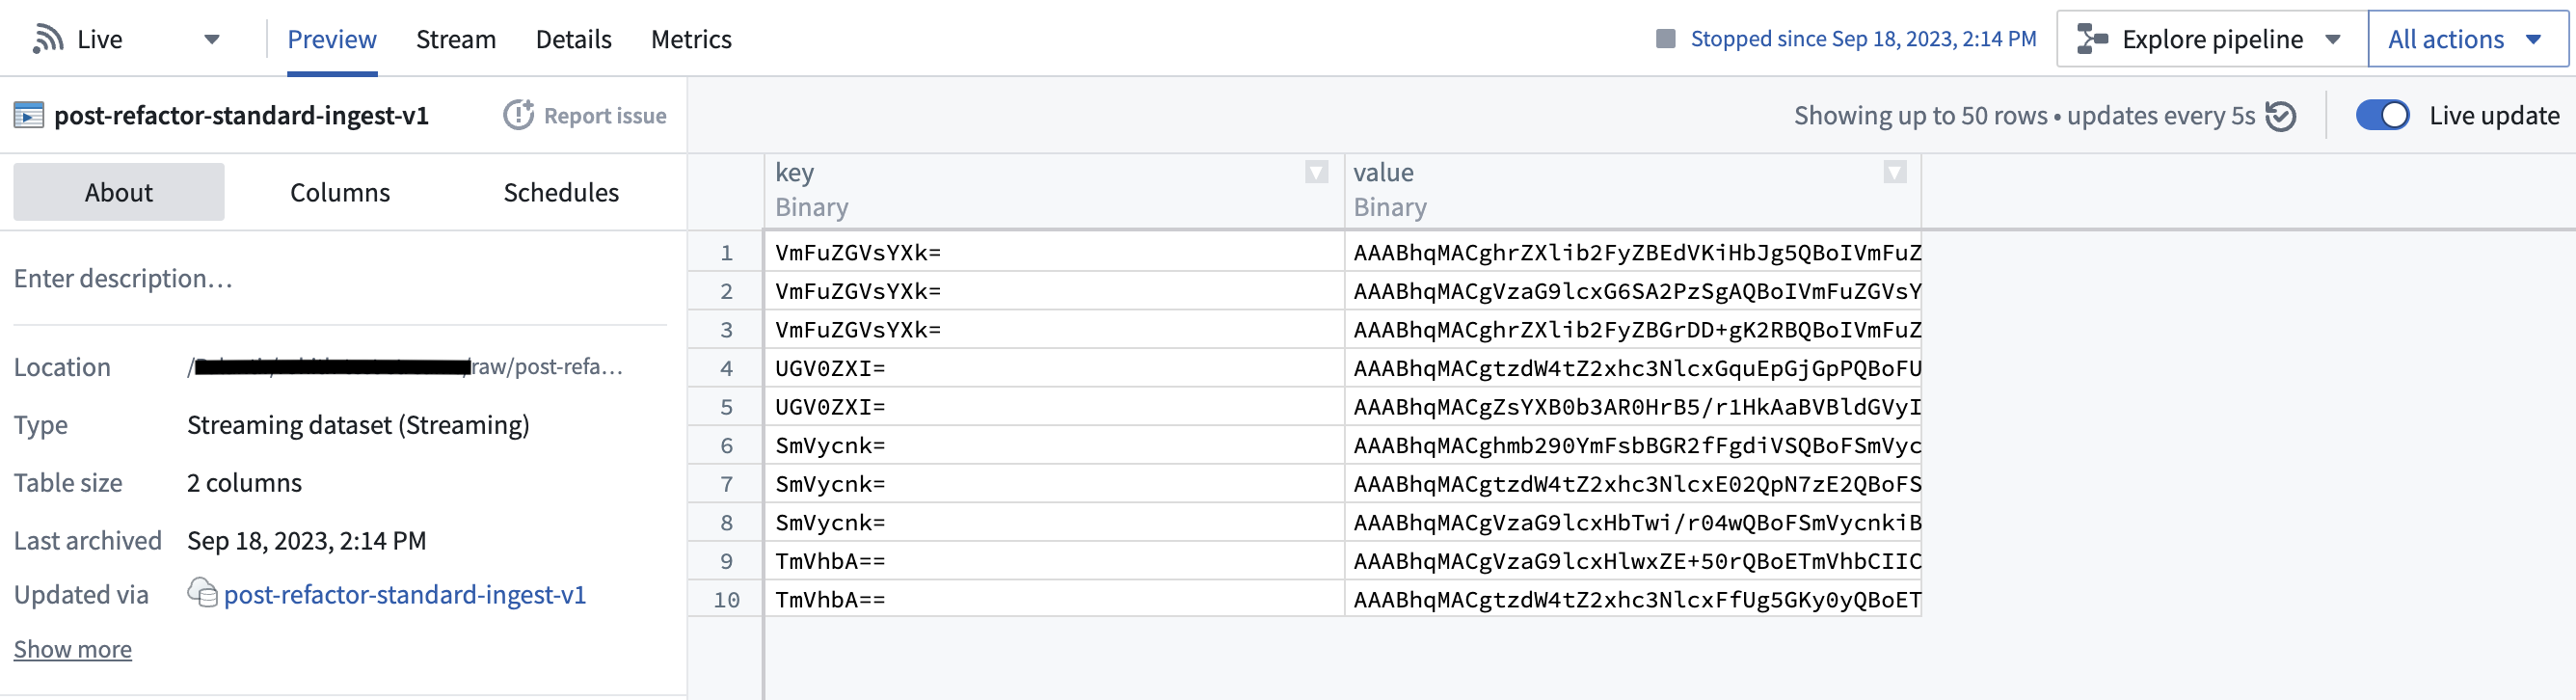 Live Preview Stream Details Metrics Stopped since Sep 18, 2023, 2:14 PM Explore pipeline All actions
post-refactor-standard-ingest-v1 Report issue Showing up to 50 rows • updates every 5s Live update
About Columns Schedules
key value
Binary Binary
Enter description…
Location /raw/post-refa…
Type Streaming dataset (Streaming)
Table size 2 columns
Last archived Sep 18, 2023, 2:14 PM
Updated via post-refactor-standard-ingest-v1
Show more
1 VmFuZGVsYXk= AAABhqMACghrZXlib2FyZBEdVKiHbJg5QBoIVmFuZ
2 VmFuZGVsYXk= AAABhqMACgVzaG9lcxG6SA2PzSgAQBoIVmFuZGVsY
3 VmFuZGVsYXk= AAABhqMACghrZXlib2FyZBGrDD+gK2RBQBoIVmFuZ
4 UGV0ZXI= AAABhqMACgtzdW4tZ2xhc3NlcxGquEpGjGpPQBoFU
5 UGV0ZXI= AAABhqMACgZsYXB0b3AR0HrB5/r1HkAaBVBldGVyI
6 SmVycnk= AAABhqMACghmb290YmFsbBGR2fFgdiVSQBoFSmVyc
7 SmVycnk= AAABhqMACgtzdW4tZ2xhc3NlcxE02QpN7zE2QBoFS
8 SmVycnk= AAABhqMACgVzaG9lcxHbTwi/r04wQBoFSmVycnkiB
9 TmVhbA== AAABhqMACgVzaG9lcxHlwxZE+50rQBoETmVhbCIIC
10 TmVhbA== AAABhqMACgtzdW4tZ2xhc3NlcxFfUg5GKy0yQBoET